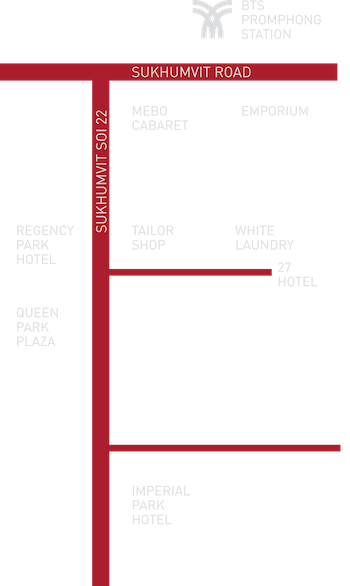 BTS
PROMPHONG
STATION
SUKHUMVIT ROAD
MEBO
CABARET
EMPORIUM
SUKHUMVIT SOI 22
REGENCY
PARK
HOTEL
TAILOR
SHOP
WHITE
LAUNDRY
27
HOTEL
QUEEN
PARK
PLAZA
IMPERIAL
PARK
HOTEL